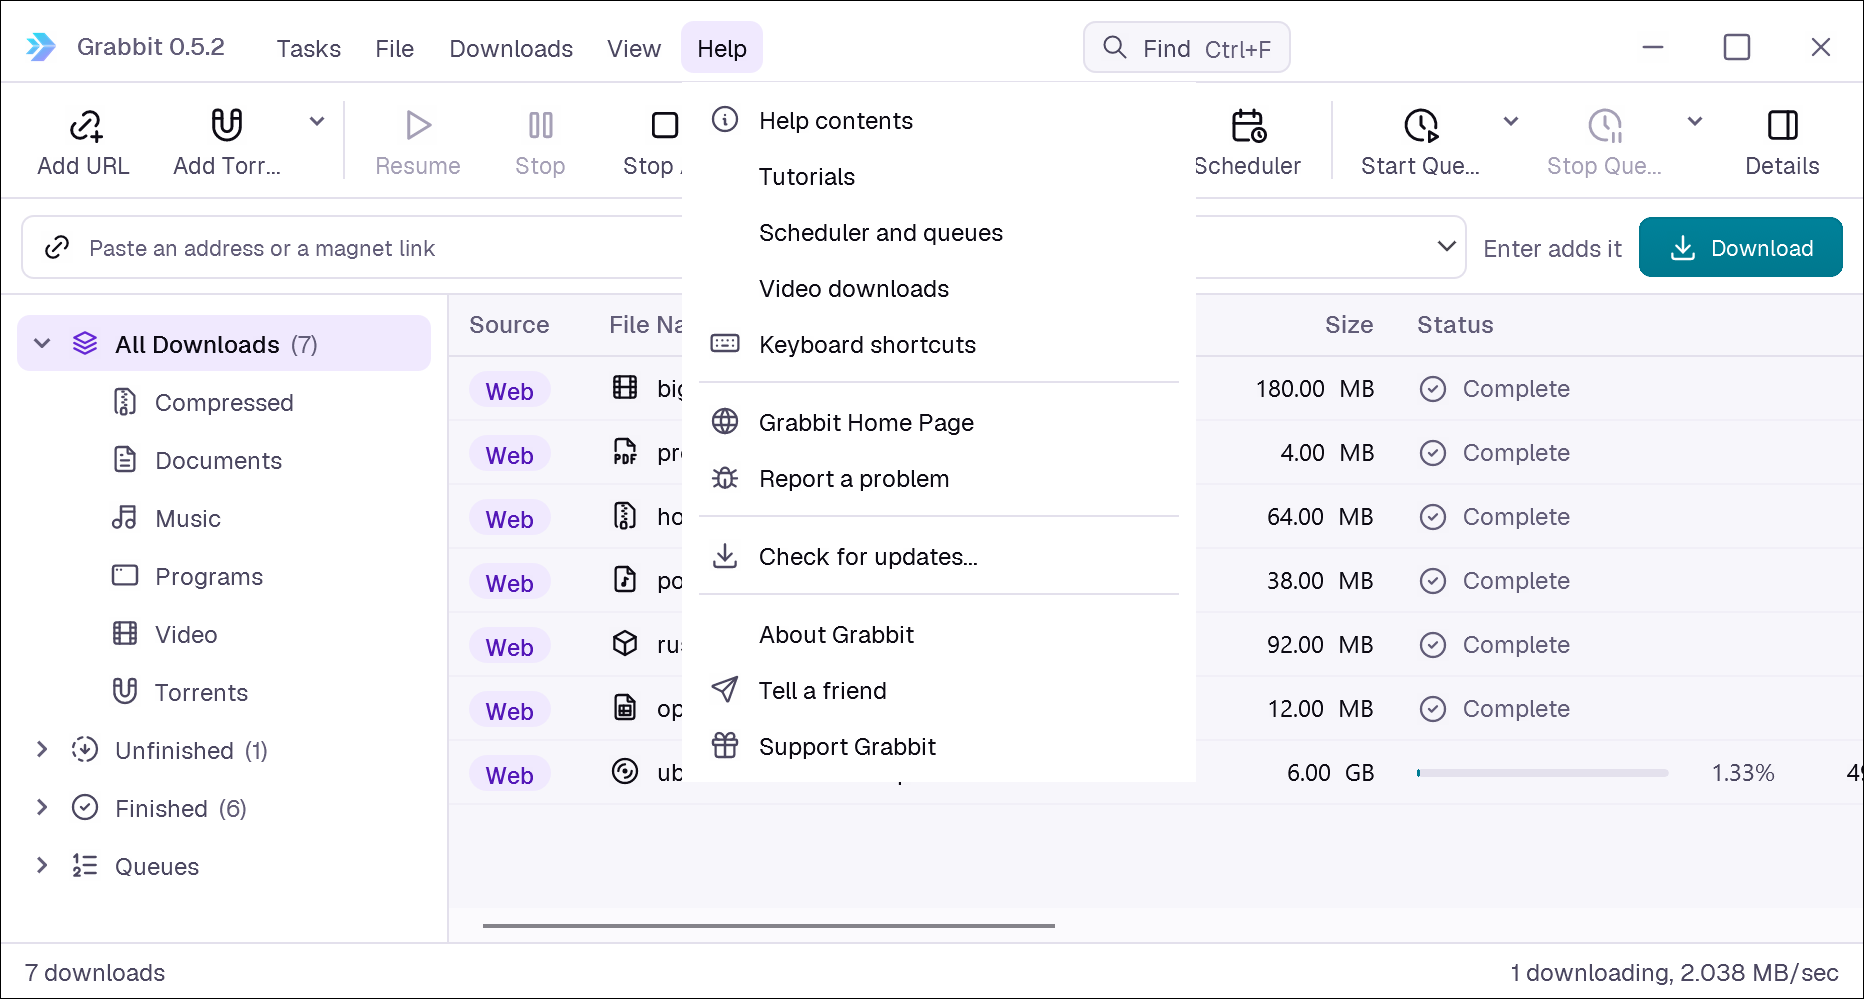 Grabbit 0.5.2 Tasks File Downloads View Help Find Ctrl+F
Add URL Add Torr... Resume Stop Stop Scheduler Start Que... Stop Que... Details
Paste an address or a magnet link Enter adds it Download
Help contents
Tutorials
Scheduler and queues
Video downloads
Keyboard shortcuts
Grabbit Home Page
Report a problem
Check for updates...
About Grabbit
Tell a friend
Support Grabbit
All Downloads (7)
Compressed
Documents
Music
Programs
Video
Torrents
Unfinished (1)
Finished (6)
Queues
Source File Na Size Status
Web big 180.00 MB Complete
Web pro 4.00 MB Complete
Web ho 64.00 MB Complete
Web po 38.00 MB Complete
Web rus 92.00 MB Complete
Web op 12.00 MB Complete
Web ub 6.00 GB 1.33% 49
PDF
7 downloads 1 downloading, 2.038 MB/sec